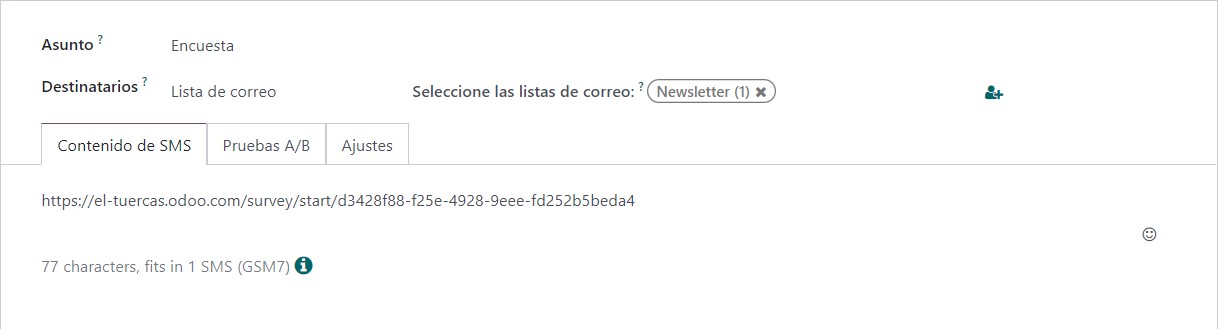 Asunto ? Encuesta
Destinatarios ? Lista de correo Seleccione las listas de correo: ? Newsletter (1) ✖
Contenido de SMS Pruebas A/B Ajustes
https://el-tuercas.odoo.com/survey/start/d3428f88-f25e-4928-9eee-fd252b5beda4
77 characters, fits in 1 SMS (GSM7)